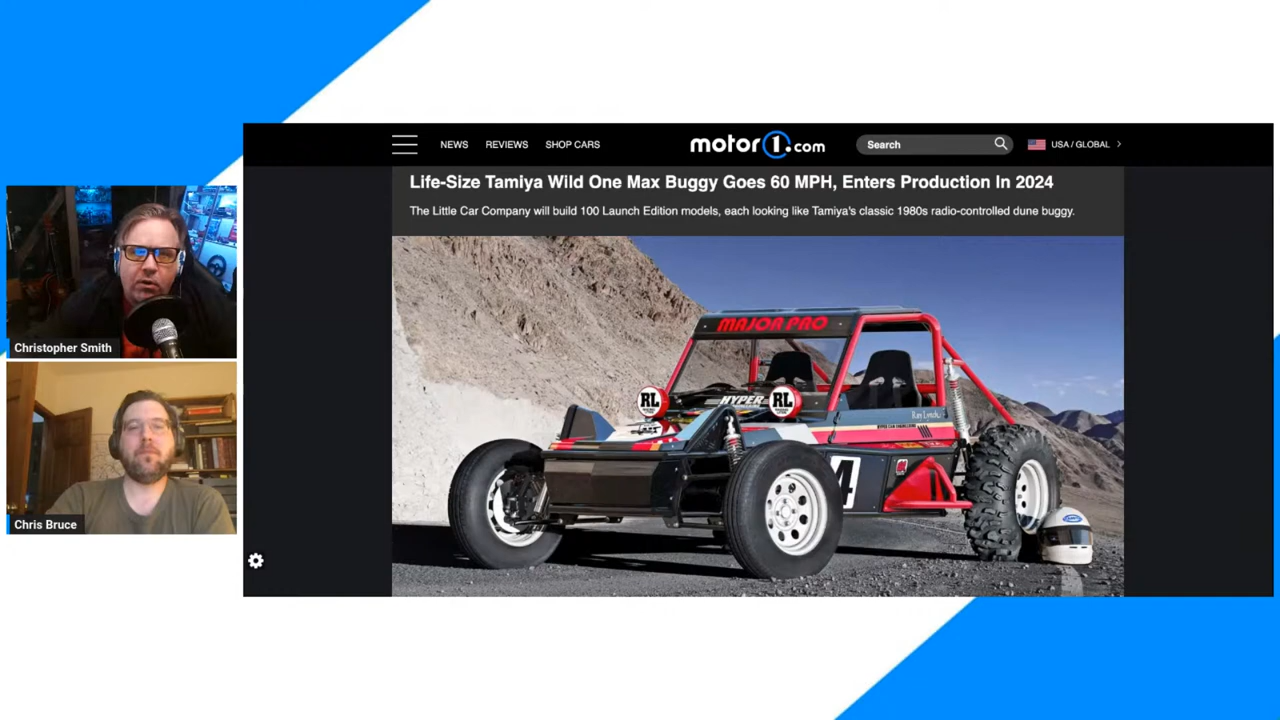 NEWS
REVIEWS
SHOP CARS
motor1.com
Search
USA / GLOBAL
Life-Size Tamiya Wild One Max Buggy Goes 60 MPH, Enters Production In 2024
The Little Car Company will build 100 Launch Edition models, each looking like Tamiya's classic 1980s radio-controlled dune buggy.
MAJOR PRO
RL
HYPER
RL
4
Christopher Smith
Chris Bruce